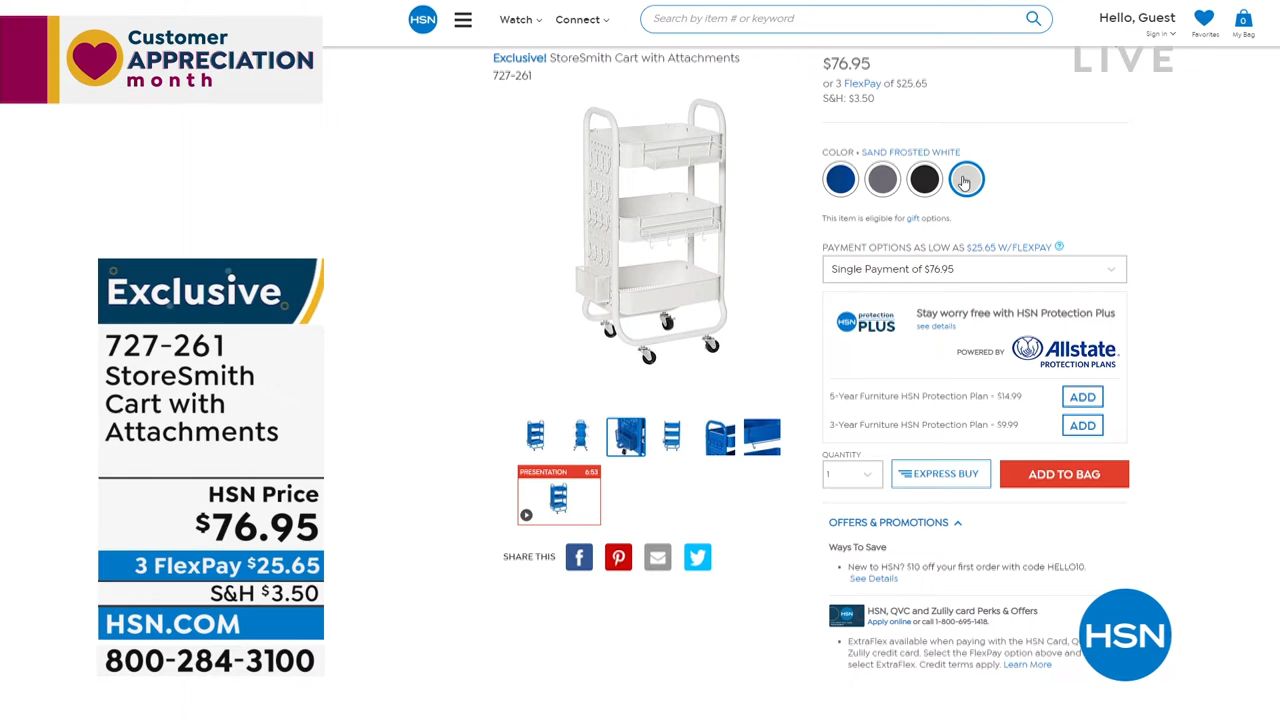 Customer
APPRECIATION
month
HSN
Watch
Connect
Search by item # or keyword
Hello, Guest
Sign in
Favorites
0
My Bag
LIVE
Exclusive! StoreSmith Cart with Attachments
727-261
$76.95
or 3 FlexPay of $25.65
S&H: $3.50
COLOR • SAND FROSTED WHITE
This item is eligible for gift options.
PAYMENT OPTIONS AS LOW AS $25.65 W/FLEXPAY ?
Single Payment of $76.95
HSN protection PLUS
Stay worry free with HSN Protection Plus
see details
POWERED BY
Allstate.
PROTECTION PLANS
5-Year Furniture HSN Protection Plan - $14.99
ADD
3-Year Furniture HSN Protection Plan - $9.99
ADD
QUANTITY
1
EXPRESS BUY
ADD TO BAG
PRESENTATION 6:53
SHARE THIS
OFFERS & PROMOTIONS
Ways To Save
• New to HSN? $10 off your first order with code HELLO10.
See Details
HSN, QVC and Zulily card Perks & Offers
Apply online or call 1-800-695-1418.
• ExtraFlex available when paying with the HSN Card, Q
Zulily credit card. Select the FlexPay option above and
select ExtraFlex. Credit terms apply. Learn More
HSN
Exclusive
727-261
StoreSmith
Cart with
Attachments
HSN Price
$76.95
3 FlexPay $25.65
S&H $3.50
HSN.COM
800-284-3100